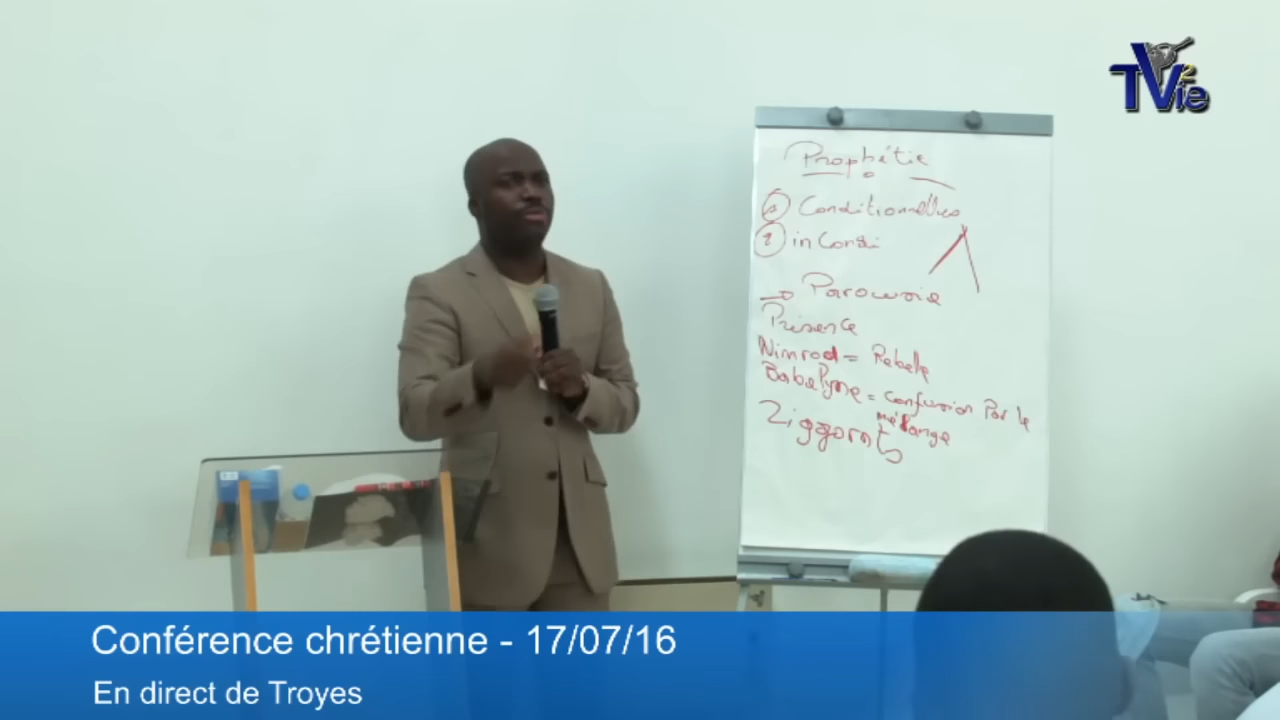 TV2Vie
Prophétie
② Conditionnelles
① in Condi
→ Parousie
Présence
Nimrod = Rebelle
Babylone = confusion Par le
mélange
Ziggourats
Conférence chrétienne - 17/07/16
En direct de Troyes